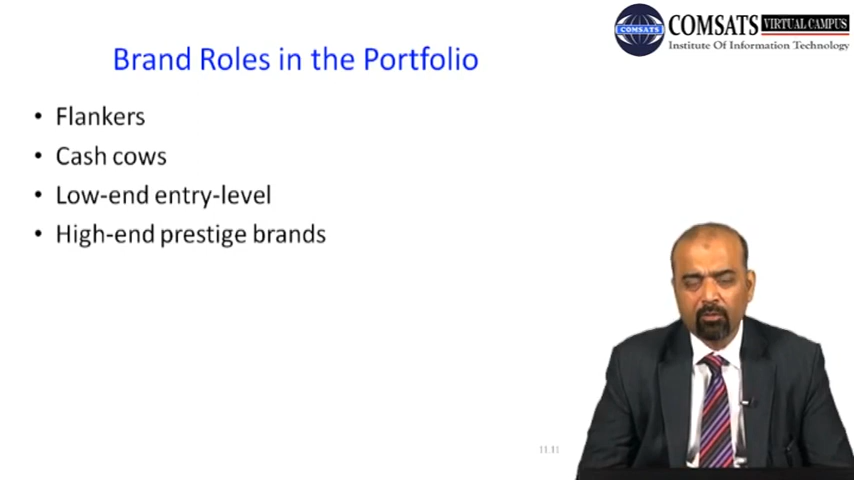 COMSATS VIRTUAL CAMPUS
Institute Of Information Technology
COMSATS
Brand Roles in the Portfolio
• Flankers
• Cash cows
• Low-end entry-level
• High-end prestige brands